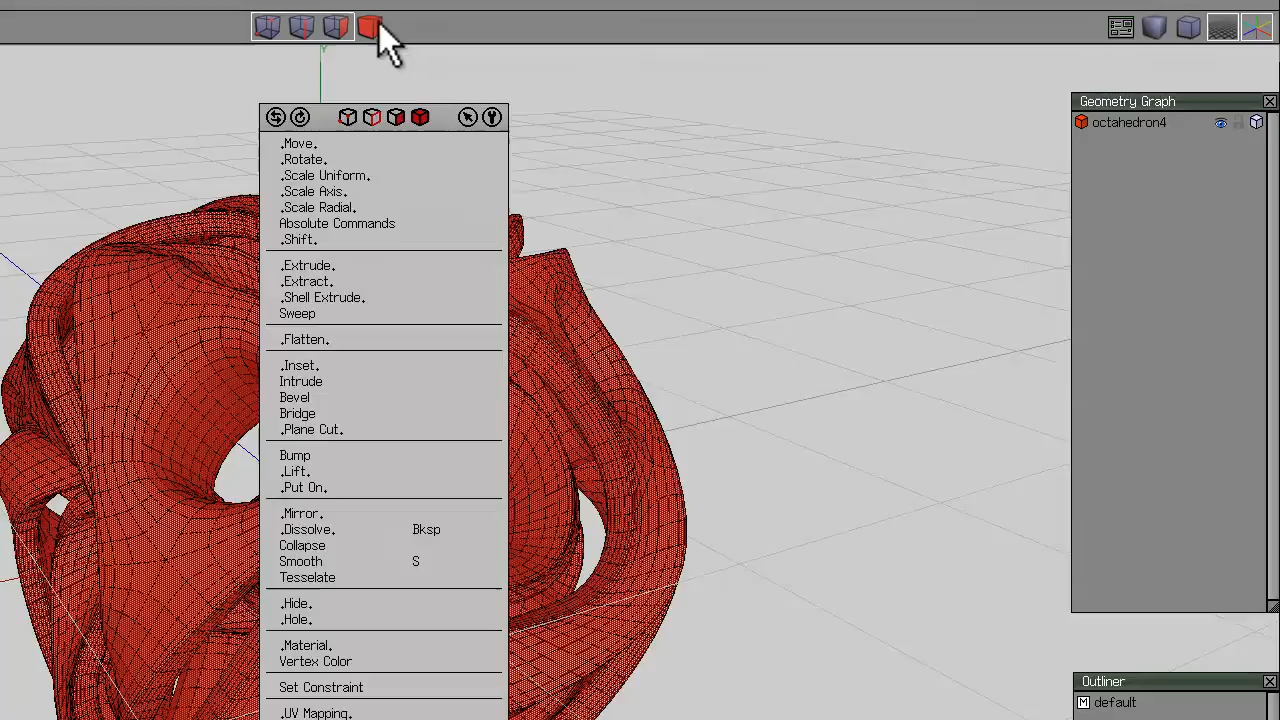 Y
Geometry Graph
octahedron4
.Move.
.Rotate.
.Scale Uniform.
.Scale Axis.
.Scale Radial.
Absolute Commands
.Shift.
.Extrude.
.Extract.
.Shell Extrude.
Sweep
.Flatten.
.Inset.
Intrude
Bevel
Bridge
.Plane Cut.
Bump
.Lift.
.Put On.
.Mirror.
.Dissolve. Bksp
Collapse
Smooth S
Tesselate
.Hide.
.Hole.
.Material.
Vertex Color
Set Constraint
.UV Mapping.
Outliner
M default